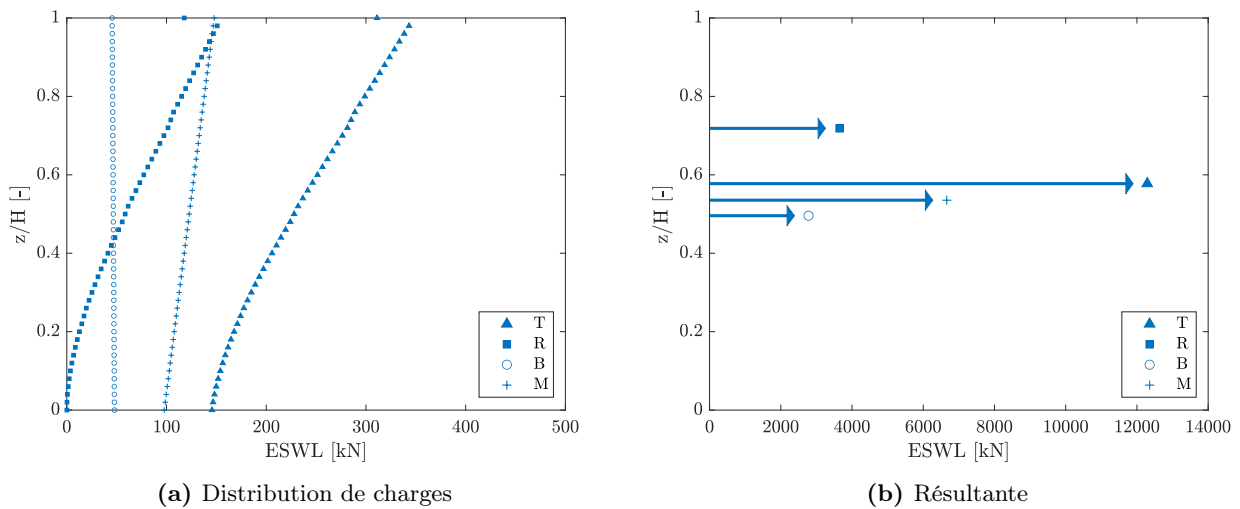 1
0.8
0.6
0.4
0.2
0
z/H [-]
0 100 200 300 400 500
ESWL [kN]
T
R
B
M
(a) Distribution de charges
1
0.8
0.6
0.4
0.2
0
z/H [-]
0 2000 4000 6000 8000 10000 12000 14000
ESWL [kN]
T
R
B
M
(b) Résultante